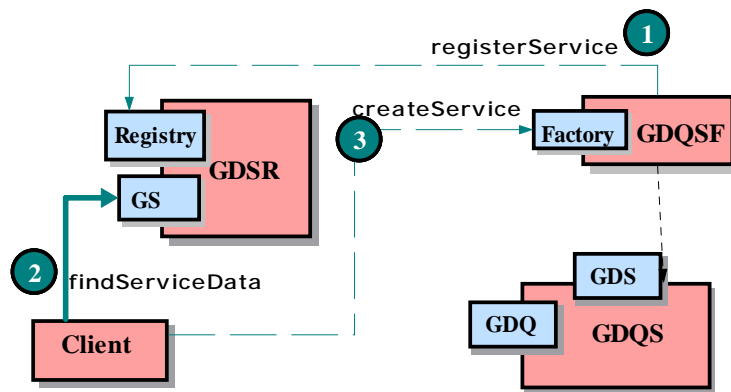 1
registerService
createService
Registry
Factory
GDQSF
3
GDSR
GS
2
findServiceData
GDS
GDQ
GDQS
Client